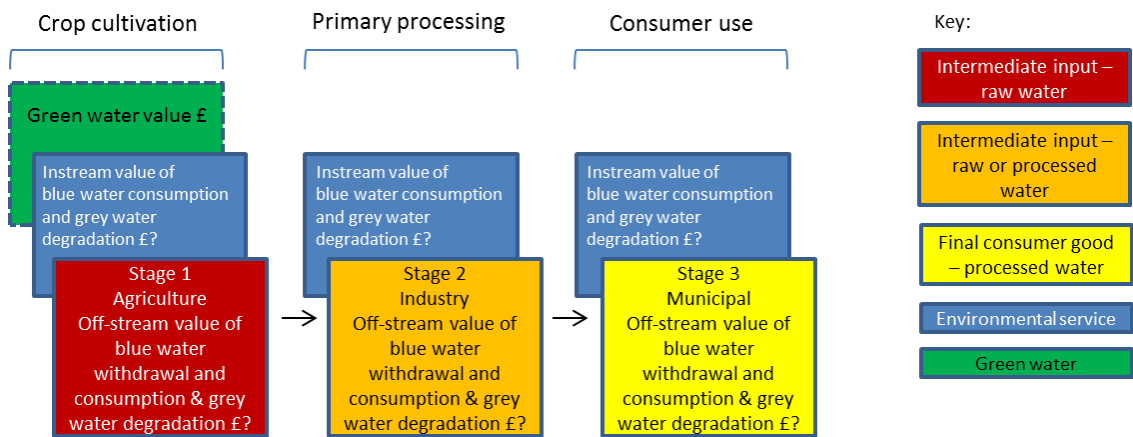 Crop cultivation
Primary processing
Consumer use
Key:
Green water value £
Instream value of
blue water consumption
and grey water
degradation £?
Stage 1
Agriculture
Off-stream value of
blue water
withdrawal and
consumption & grey
water degradation £?
Instream value of
blue water consumption
and grey water
degradation £?
Stage 2
Industry
Off-stream value of
blue water
withdrawal and
consumption & grey
water degradation £?
Instream value of
blue water consumption
and grey water
degradation £?
Stage 3
Municipal
Off-stream value of
blue water
withdrawal and
consumption & grey
water degradation £?
Intermediate input –
raw water
Intermediate input –
raw or processed
water
Final consumer good
– processed water
Environmental service
Green water